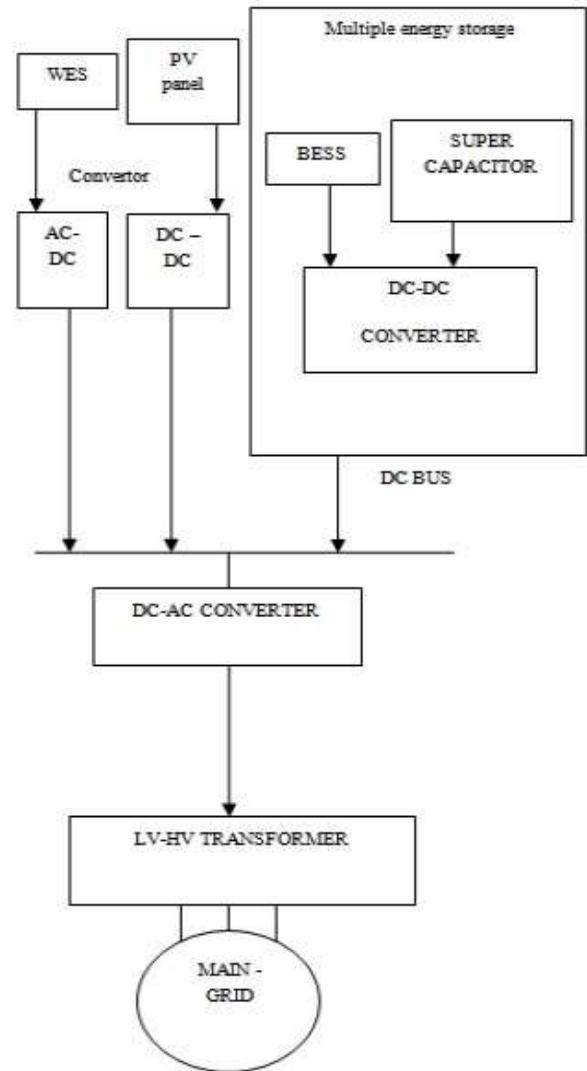 Multiple energy storage
WES
PV
panel
BESS
SUPER
CAPACITOR
Convertor
AC-
DC
DC –
DC
DC-DC
CONVERTER
DC BUS
DC-AC CONVERTER
LV-HV TRANSFORMER
MAIN -
GRID